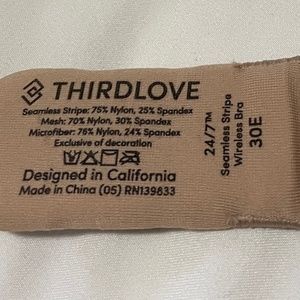 THIRDLOVE
Seamless Stripe: 75% Nylon, 25% Spandex
Mesh: 70% Nylon, 30% Spandex
Microfiber: 76% Nylon, 24% Spandex
Exclusive of decoration
Designed in California
Made in China (05) RN139833
24/7™
Seamless Stripe
Wireless Bra
30E